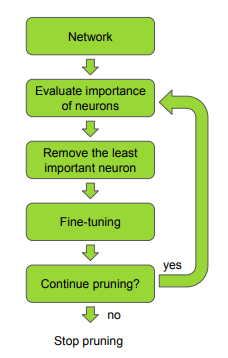 Network
Evaluate importance
of neurons
Remove the least
important neuron
Fine-tuning
Continue pruning?
yes
no
Stop pruning